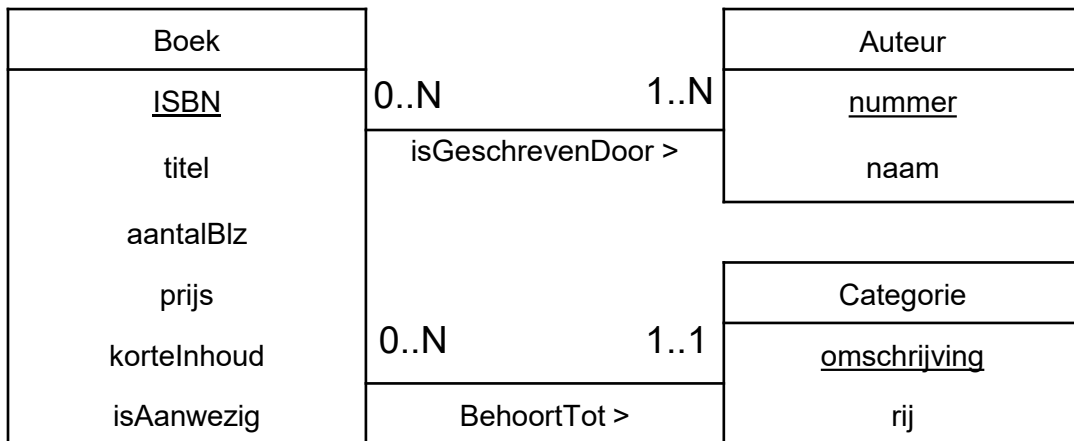 Boek
ISBN
titel
aantalBlz
prijs
korteInhoud
isAanwezig
0..N 1..N
isGeschrevenDoor >
0..N 1..1
BehoortTot >
Auteur
nummer
naam
Categorie
omschrijving
rij